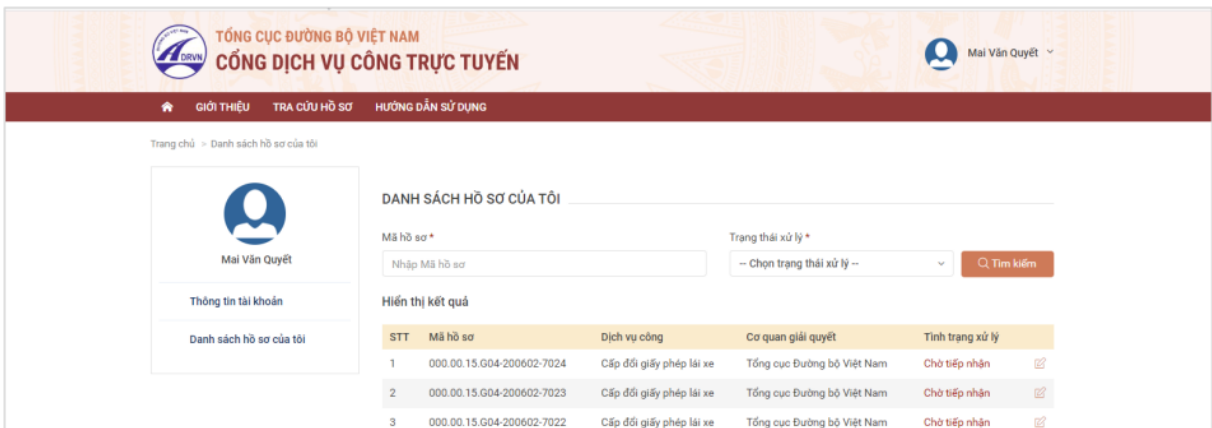 TỔNG CỤC ĐƯỜNG BỘ VIỆT NAM
CỔNG DỊCH VỤ CÔNG TRỰC TUYẾN
DRVN
Mai Văn Quyết
GIỚI THIỆU TRA CỨU HỒ SƠ HƯỚNG DẪN SỬ DỤNG
Trang chủ > Danh sách hồ sơ của tôi
Mai Văn Quyết
Thông tin tài khoản
Danh sách hồ sơ của tôi
DANH SÁCH HỒ SƠ CỦA TÔI
Mã hồ sơ * Trạng thái xử lý *
Nhập Mã hồ sơ -- Chọn trạng thái xử lý -- Tìm kiếm
Hiển thị kết quả
STT Mã hồ sơ Dịch vụ công Cơ quan giải quyết Tình trạng xử lý
1 000.00.15.G04-200602-7024 Cấp đổi giấy phép lái xe Tổng cục Đường bộ Việt Nam Chờ tiếp nhận
2 000.00.15.G04-200602-7023 Cấp đổi giấy phép lái xe Tổng cục Đường bộ Việt Nam Chờ tiếp nhận
3 000.00.15.G04-200602-7022 Cấp đổi giấy phép lái xe Tổng cục Đường bộ Việt Nam Chờ tiếp nhận